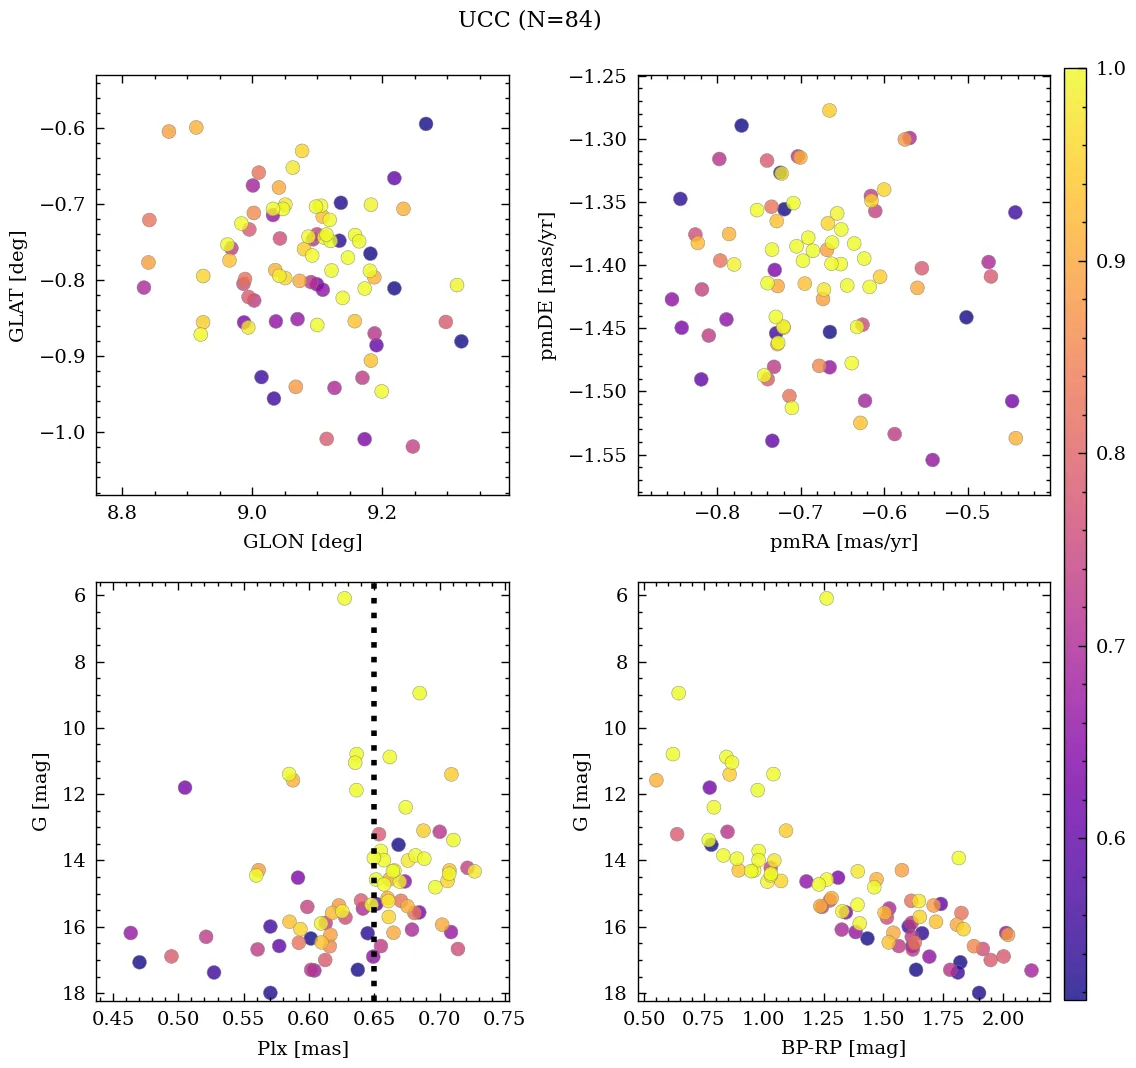 UCC (N=84)
−0.6
−0.7
−0.8
−0.9
−1.0
GLAT [deg]
8.8 9.0 9.2
GLON [deg]
−1.25
−1.30
−1.35
−1.40
−1.45
−1.50
−1.55
pmDE [mas/yr]
−0.8 −0.7 −0.6 −0.5
pmRA [mas/yr]
6
8
10
12
14
16
18
G [mag]
0.45 0.50 0.55 0.60 0.65 0.70 0.75
Plx [mas]
6
8
10
12
14
16
18
G [mag]
0.50 0.75 1.00 1.25 1.50 1.75 2.00
BP-RP [mag]
1.0
0.9
0.8
0.7
0.6